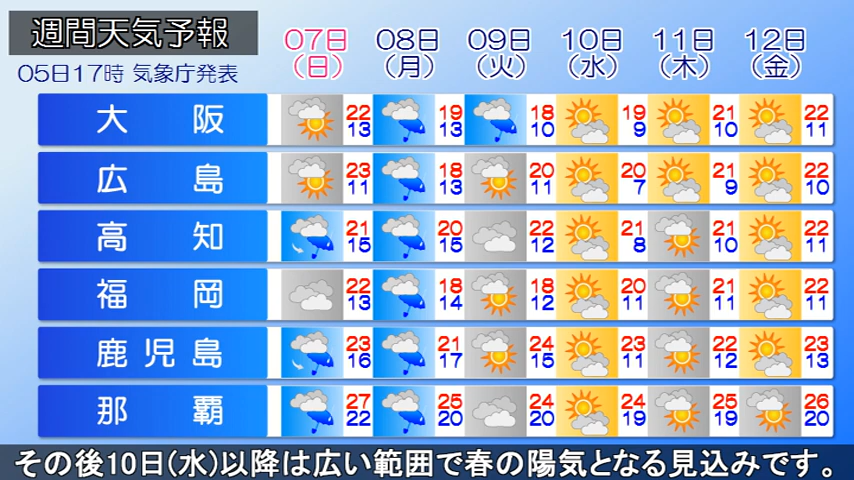 週間天気予報
05日17時 気象庁発表
07日 08日 09日 10日 11日 12日
(日) (月) (火) (水) (木) (金)
大阪 22 13 19 13 18 10 19 9 21 10 22 11
広島 23 11 18 13 20 11 20 7 21 9 22 10
高知 21 15 20 15 22 12 21 8 21 10 22 11
福岡 22 13 18 14 18 12 20 11 21 11 22 11
鹿児島 23 16 21 17 24 15 23 11 22 12 23 13
那覇 27 22 25 20 24 20 24 19 25 19 26 20
その後10日(水)以降は広い範囲で春の陽気となる見込みです。